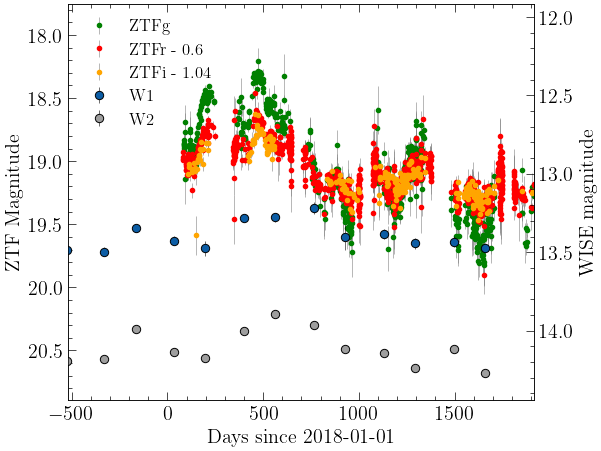 ZTFg
ZTFr - 0.6
ZTFi - 1.04
W1
W2
18.0
18.5
19.0
19.5
20.0
20.5
ZTF Magnitude
12.0
12.5
13.0
13.5
14.0
WISE magnitude
−500
0
500
1000
1500
Days since 2018-01-01